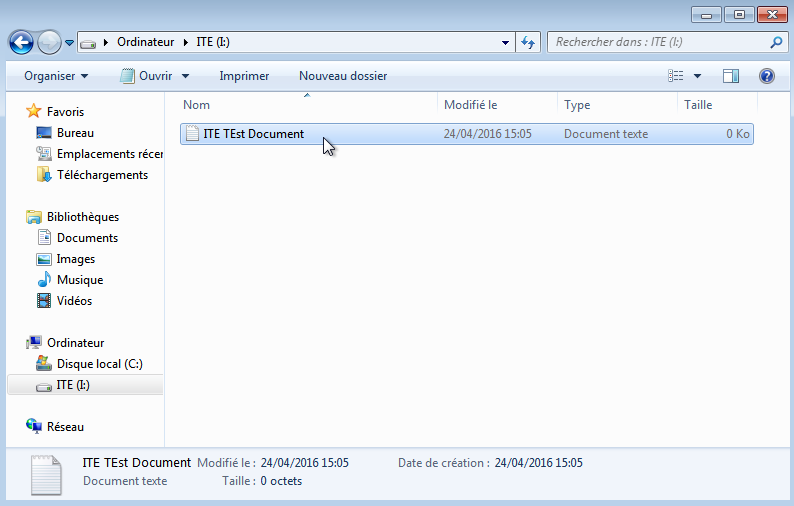 Ordinateur ITE (I:)
Rechercher dans : ITE (I:)
Organiser Ouvrir Imprimer Nouveau dossier
Nom Modifié le Type Taille
ITE TEst Document 24/04/2016 15:05 Document texte 0 Ko
Favoris
Bureau
Emplacements récer
Téléchargements
Bibliothèques
Documents
Images
Musique
Vidéos
Ordinateur
Disque local (C:)
ITE (I:)
Réseau
ITE TEst Document Modifié le : 24/04/2016 15:05 Date de création : 24/04/2016 15:05
Document texte Taille : 0 octets